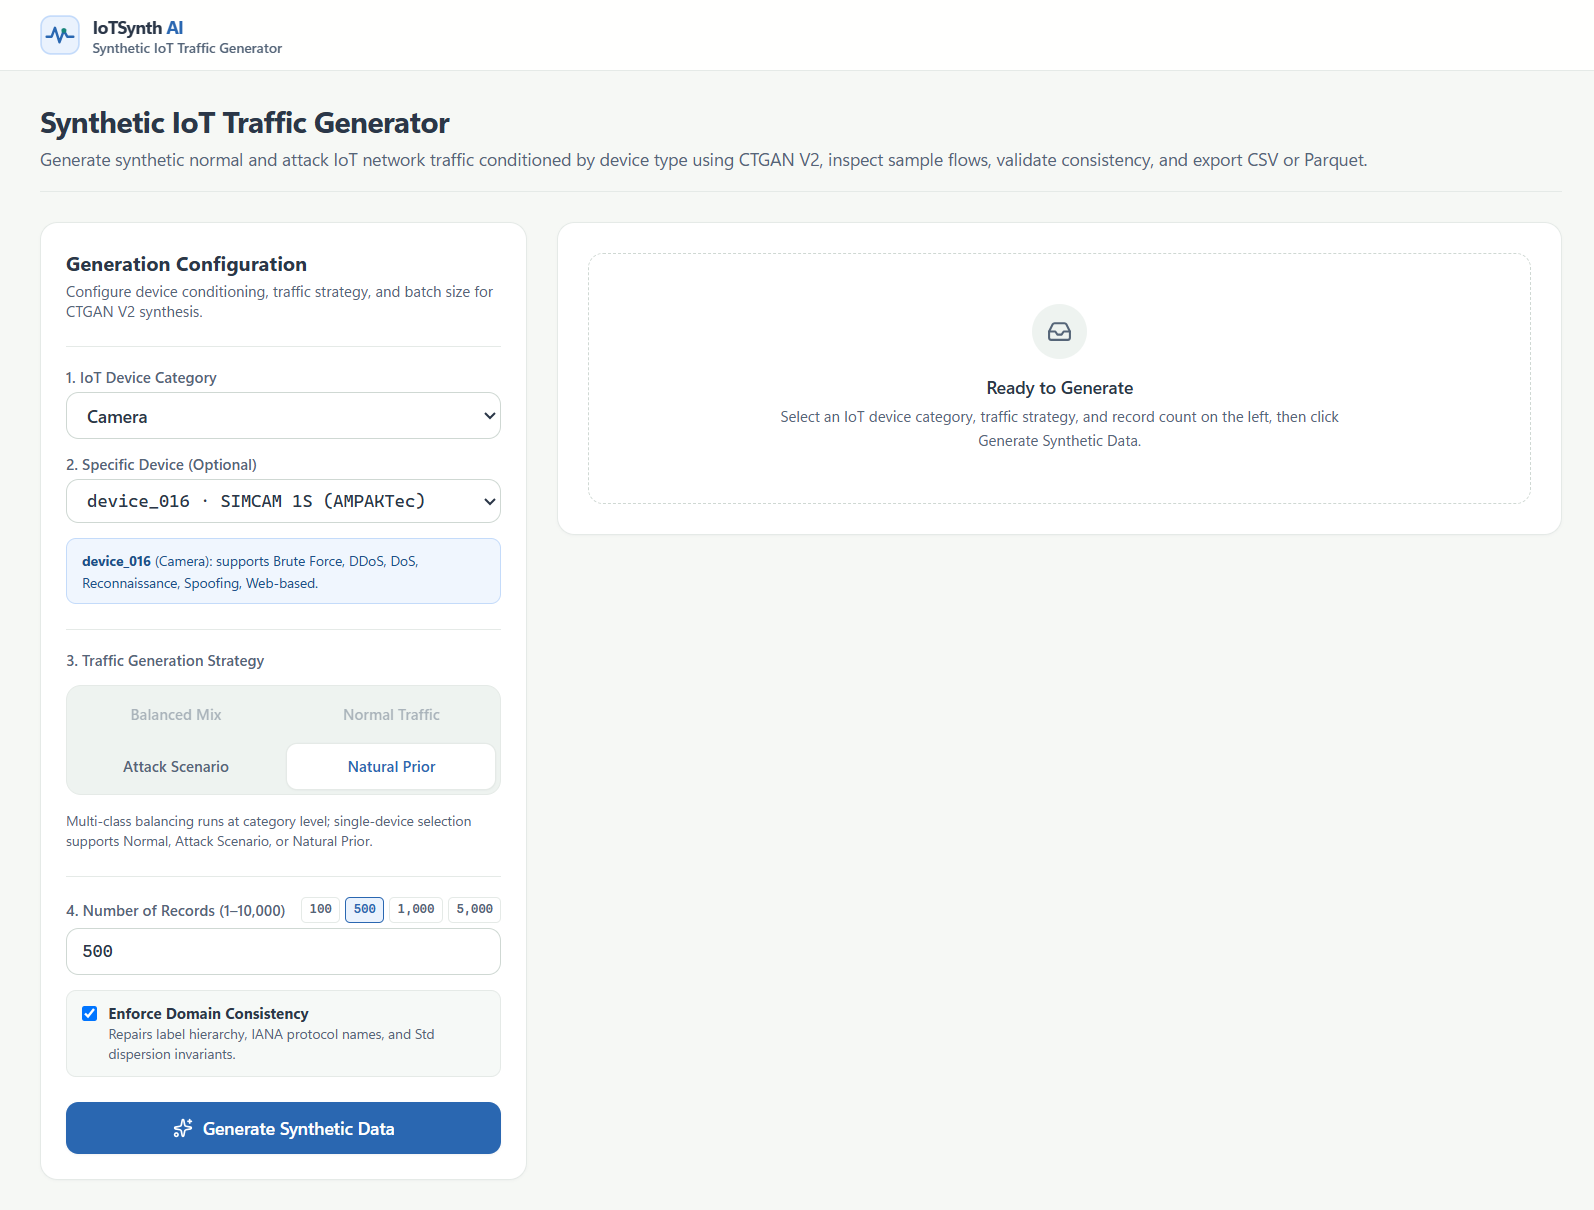 IoTSynth AI
Synthetic IoT Traffic Generator
Synthetic IoT Traffic Generator
Generate synthetic normal and attack IoT network traffic conditioned by device type using CTGAN V2, inspect sample flows, validate consistency, and export CSV or Parquet.
Generation Configuration
Configure device conditioning, traffic strategy, and batch size for
CTGAN V2 synthesis.
1. IoT Device Category
Camera
2. Specific Device (Optional)
device_016 · SIMCAM 1S (AMPAKTec)
device_016 (Camera): supports Brute Force, DDoS, DoS,
Reconnaissance, Spoofing, Web-based.
3. Traffic Generation Strategy
Balanced Mix Normal Traffic
Attack Scenario Natural Prior
Multi-class balancing runs at category level; single-device selection
supports Normal, Attack Scenario, or Natural Prior.
4. Number of Records (1–10,000) 100 500 1,000 5,000
500
Enforce Domain Consistency
Repairs label hierarchy, IANA protocol names, and Std
dispersion invariants.
Generate Synthetic Data
Ready to Generate
Select an IoT device category, traffic strategy, and record count on the left, then click
Generate Synthetic Data.